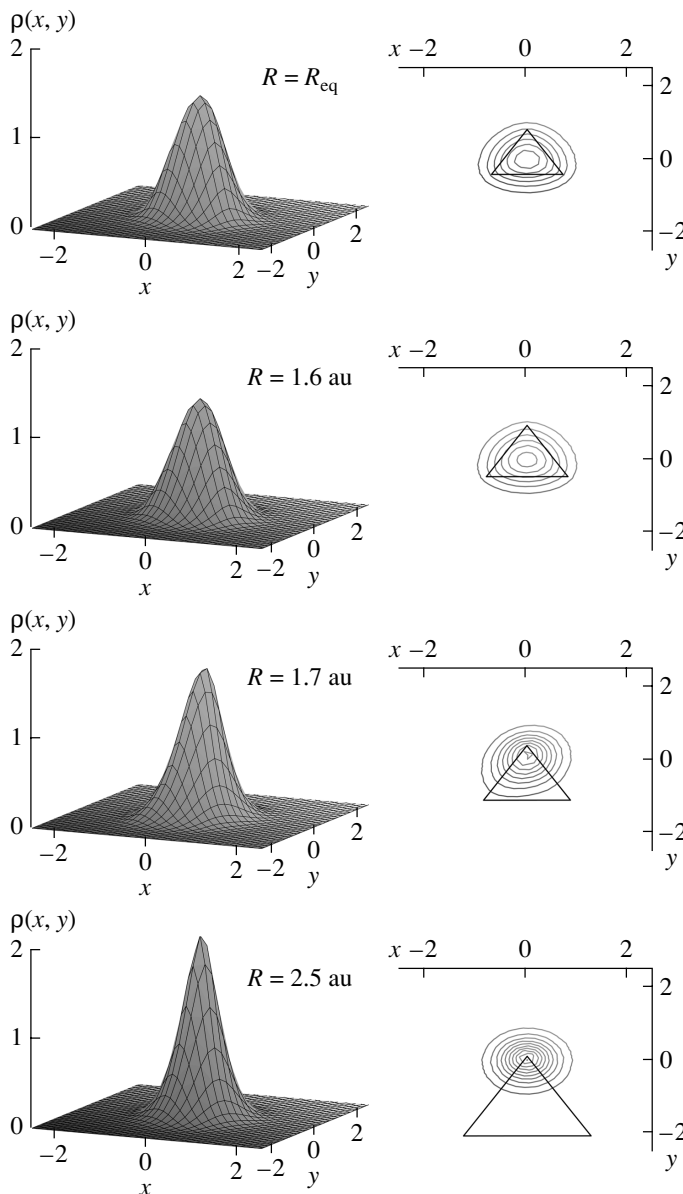 ρ(x, y)
2
1
0
R = R_eq
−2 0 2 −2 0 2
x y
x −2 0 2
2
0
−2
y
ρ(x, y)
2
1
0
R = 1.6 au
−2 0 2 −2 0 2
x y
x −2 0 2
2
0
−2
y
ρ(x, y)
2
1
0
R = 1.7 au
−2 0 2 −2 0 2
x y
x −2 0 2
2
0
−2
y
ρ(x, y)
2
1
0
R = 2.5 au
−2 0 2 −2 0 2
x y
x −2 0 2
2
0
−2
y